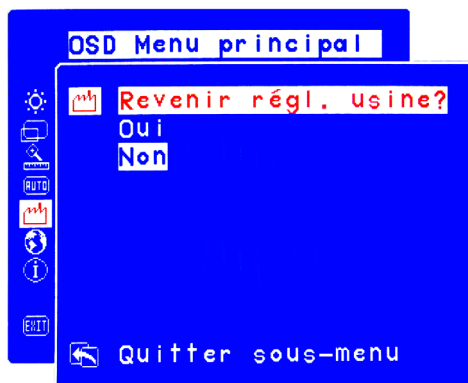 OSD Menu principal
Revenir régl. usine?
Oui
Non
AUTO
EXIT
Quitter sous-menu